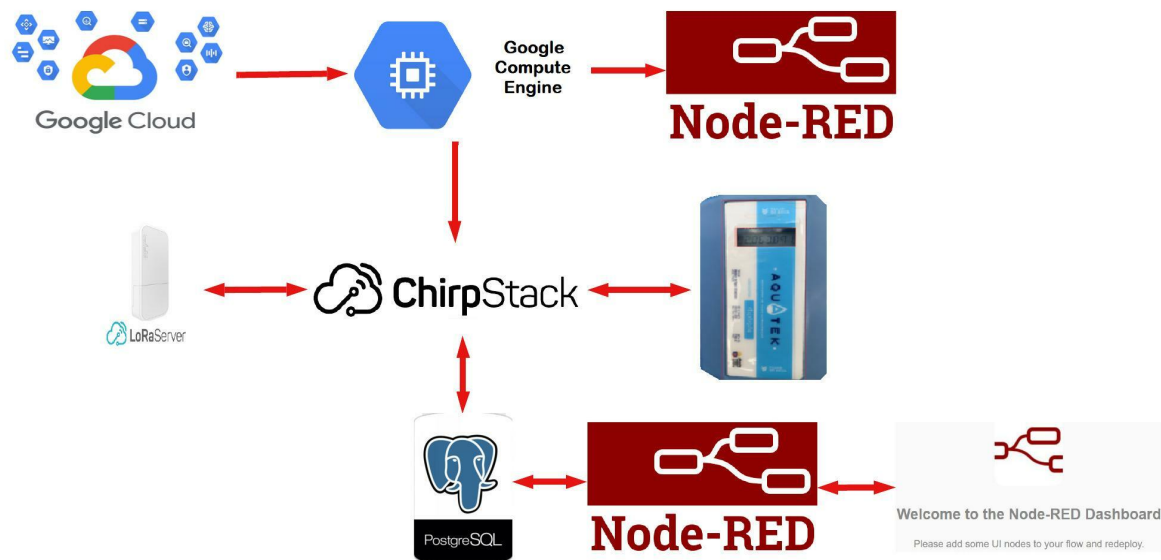 Google Cloud
Google
Compute
Engine
Node-RED
LoRaServer
ChirpStack
AQUATEK
PostgreSQL
Node-RED
Welcome to the Node-RED Dashboard
Please add some UI nodes to your flow and redeploy.